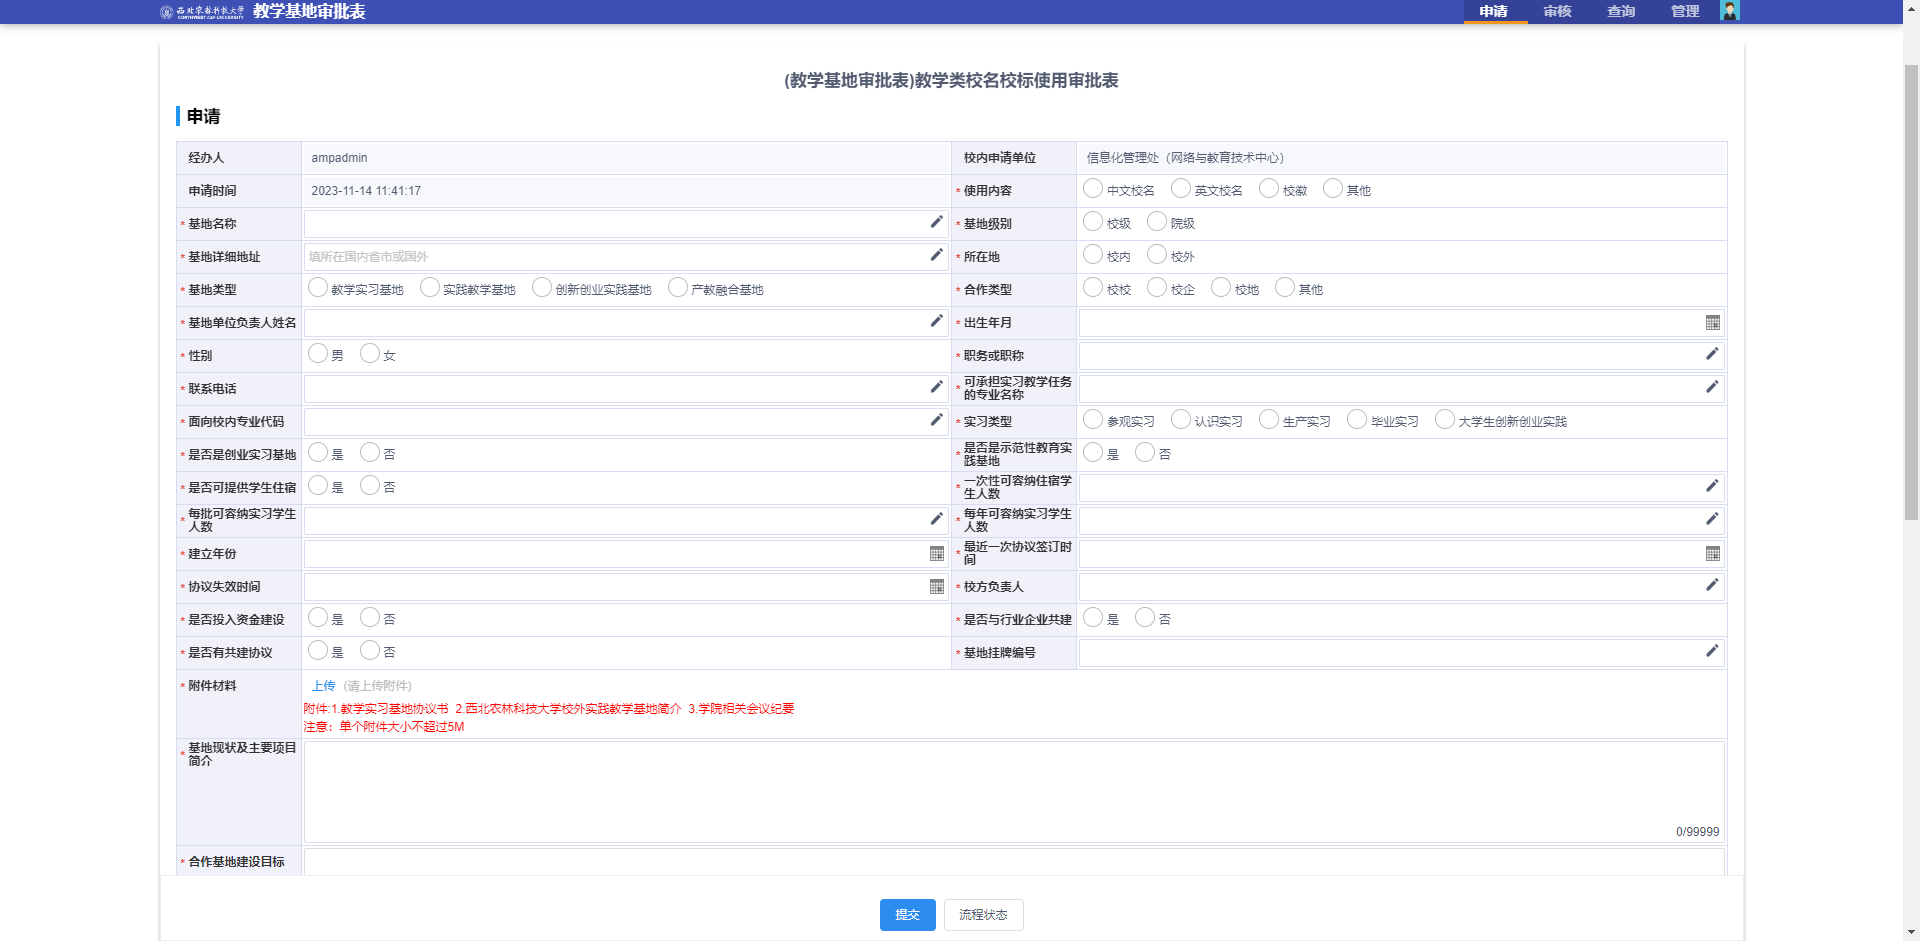 西北农林科技大学 教学基地审批表 申请 审核 查询 管理
NORTHWEST A&F UNIVERSITY
(教学基地审批表)教学类校名校标使用审批表
申请
经办人 ampadmin 校内申请单位 信息化管理处（网络与教育技术中心）
申请时间 2023-11-14 11:41:17 * 使用内容 中文校名 英文校名 校徽 其他
* 基地名称 * 基地级别 校级 院级
* 基地详细地址 填所在国内省市或国外 * 所在地 校内 校外
* 基地类型 教学实习基地 实践教学基地 创新创业实践基地 产教融合基地 * 合作类型 校校 校企 校地 其他
* 基地单位负责人姓名 * 出生年月
* 性别 男 女 * 职务或职称
* 联系电话 * 可承担实习教学任务
的专业名称
* 面向校内专业代码 * 实习类型 参观实习 认识实习 生产实习 毕业实习 大学生创新创业实践
* 是否是创业实习基地 是 否 * 是否是示范性教育实
践基地 是 否
* 是否可提供学生住宿 是 否 * 一次性可容纳住宿学
生人数
* 每批可容纳实习学生
人数
* 每年可容纳实习学生
人数
* 建立年份 * 最近一次协议签订时
间
* 协议失效时间 * 校方负责人
* 是否投入资金建设 是 否 * 是否与行业企业共建 是 否
* 是否有共建协议 是 否 * 基地挂牌编号
* 附件材料 上传 (请上传附件)
附件:1.教学实习基地协议书 2.西北农林科技大学校外实践教学基地简介 3.学院相关会议纪要
注意：单个附件大小不超过5M
* 基地现状及主要项目
简介
0/99999
* 合作基地建设目标
提交 流程状态